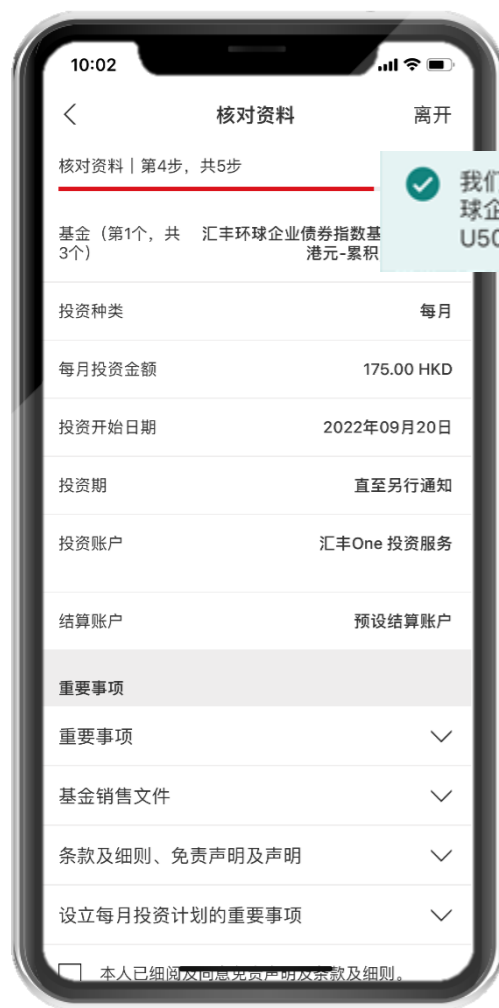 10:02
核对资料
离开
核对资料｜第4步，共5步
我们
球企
U50
基金（第1个，共
3个）
汇丰环球企业债券指数基
港元-累积
投资种类
每月
每月投资金额
175.00 HKD
投资开始日期
2022年09月20日
投资期
直至另行通知
投资账户
汇丰One 投资服务
结算账户
预设结算账户
重要事项
重要事项
基金销售文件
条款及细则、免责声明及声明
设立每月投资计划的重要事项
本人已细阅及同意免责声明及条款及细则。